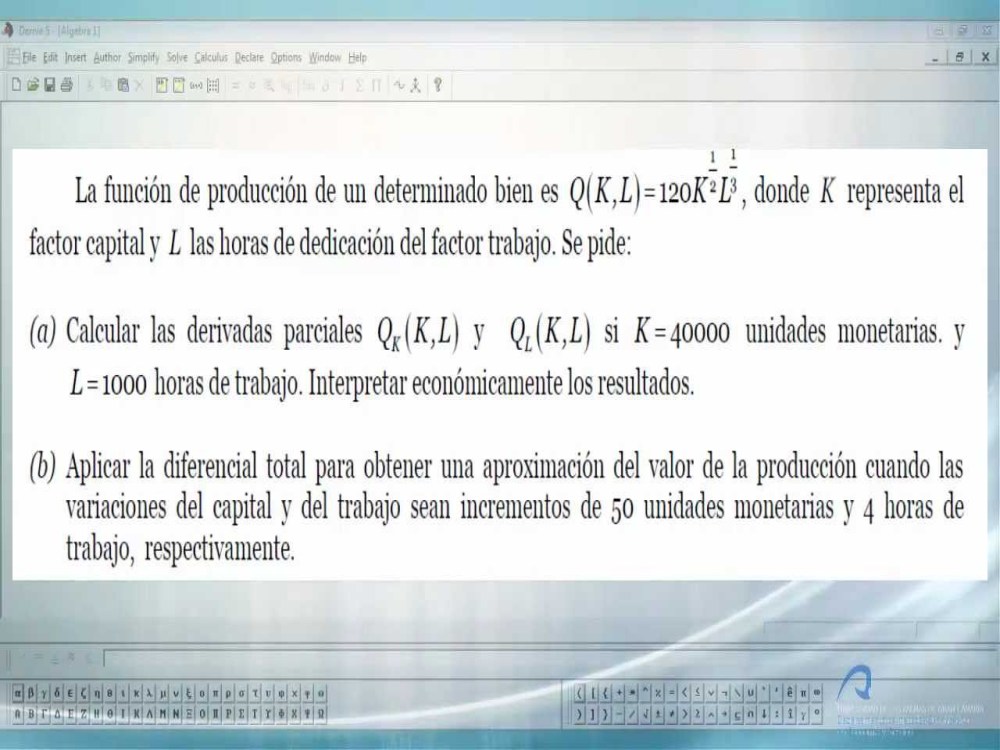 Derive 5 - [Algebra 1]
File Edit Insert Author Simplify Solve Calculus Declare Options Window Help
La función de producción de un determinado bien es Q(K,L)=120K^{1/2}L^{1/3}, donde K representa el
factor capital y L las horas de dedicación del factor trabajo. Se pide:
(a) Calcular las derivadas parciales Q_K(K,L) y Q_L(K,L) si K=40000 unidades monetarias. y
L=1000 horas de trabajo. Interpretar económicamente los resultados.
(b) Aplicar la diferencial total para obtener una aproximación del valor de la producción cuando las
variaciones del capital y del trabajo sean incrementos de 50 unidades monetarias y 4 horas de
trabajo, respectivamente.
α β γ δ ε ζ η θ ι κ λ μ ν ξ ο π ρ σ τ υ φ χ ψ ω
Α Β Γ Δ Ε Ζ Η Θ Ι Κ Λ Μ Ν Ξ Ο Π Ρ Σ Τ Υ Φ Χ Ψ Ω